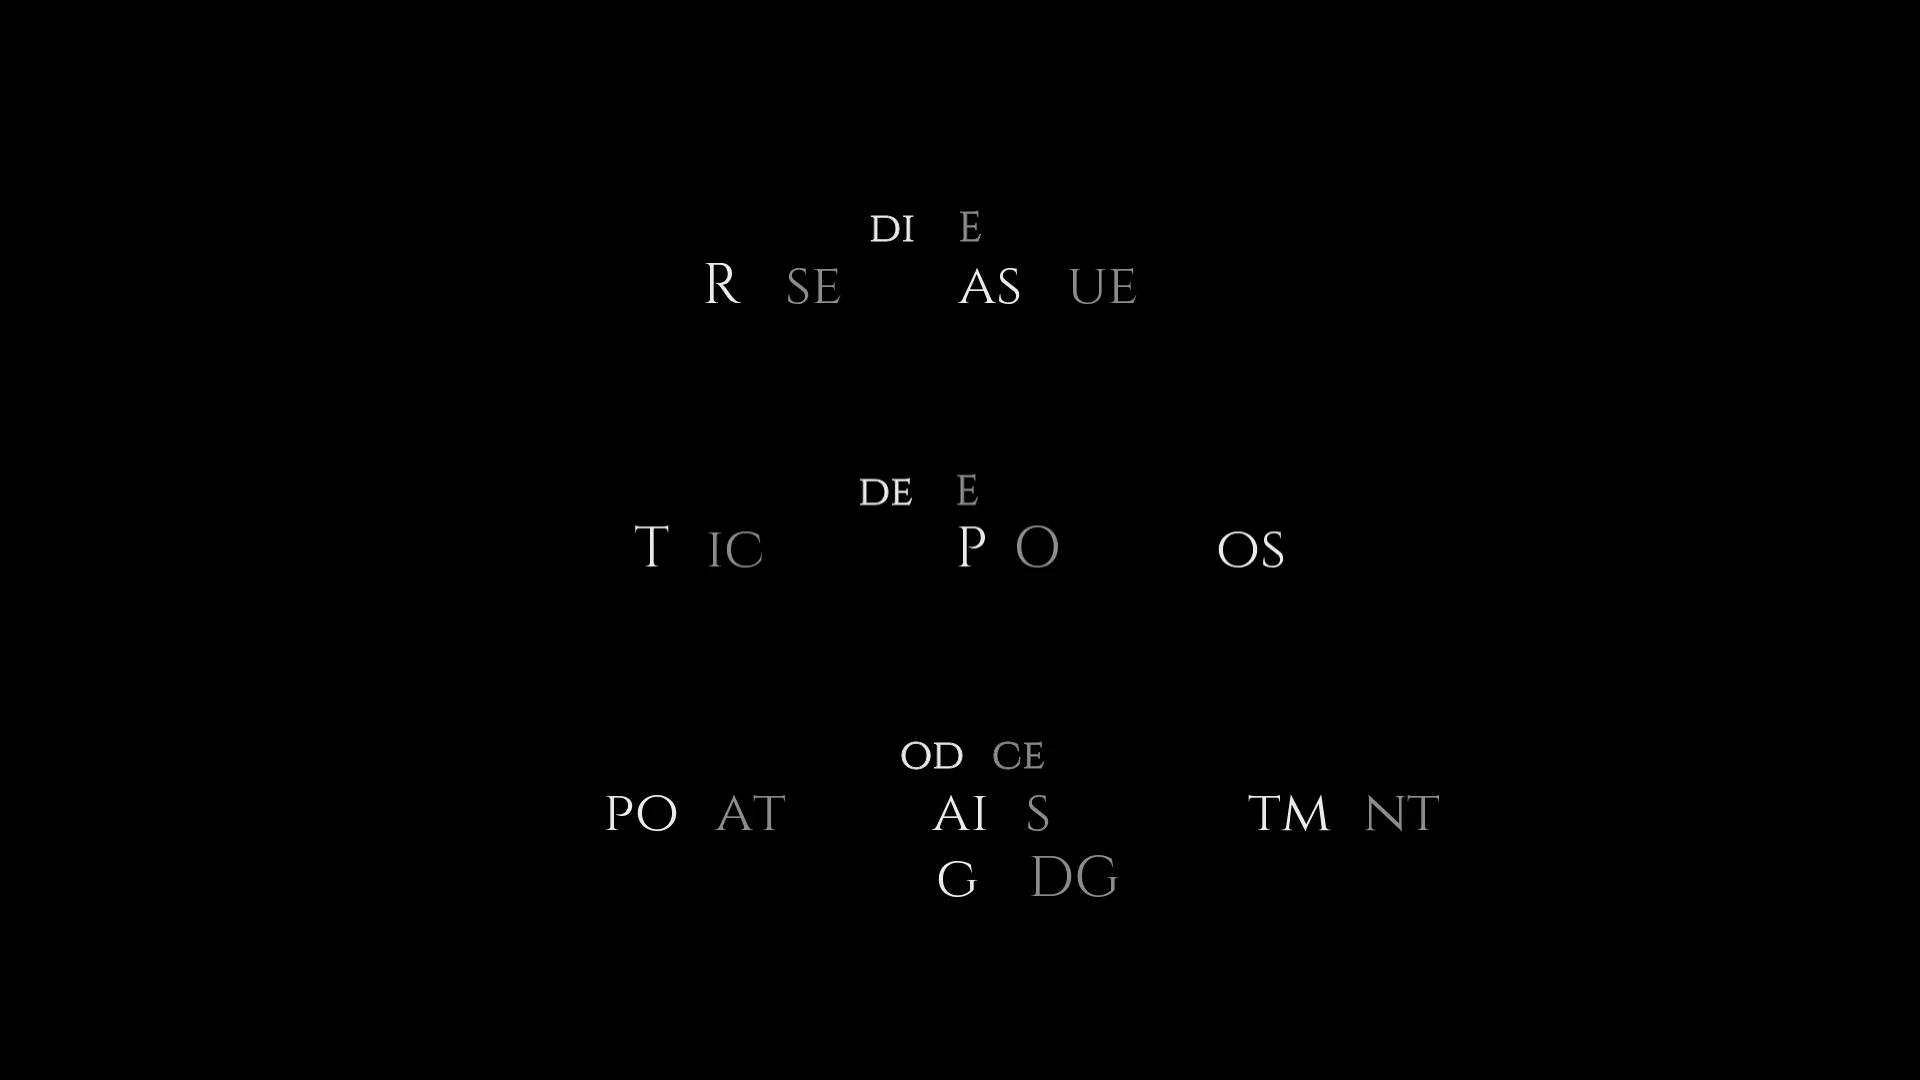 DI E
R SE AS UE
DE E
T IC P O OS
OD CE
PO AT AI S TM NT
G DG